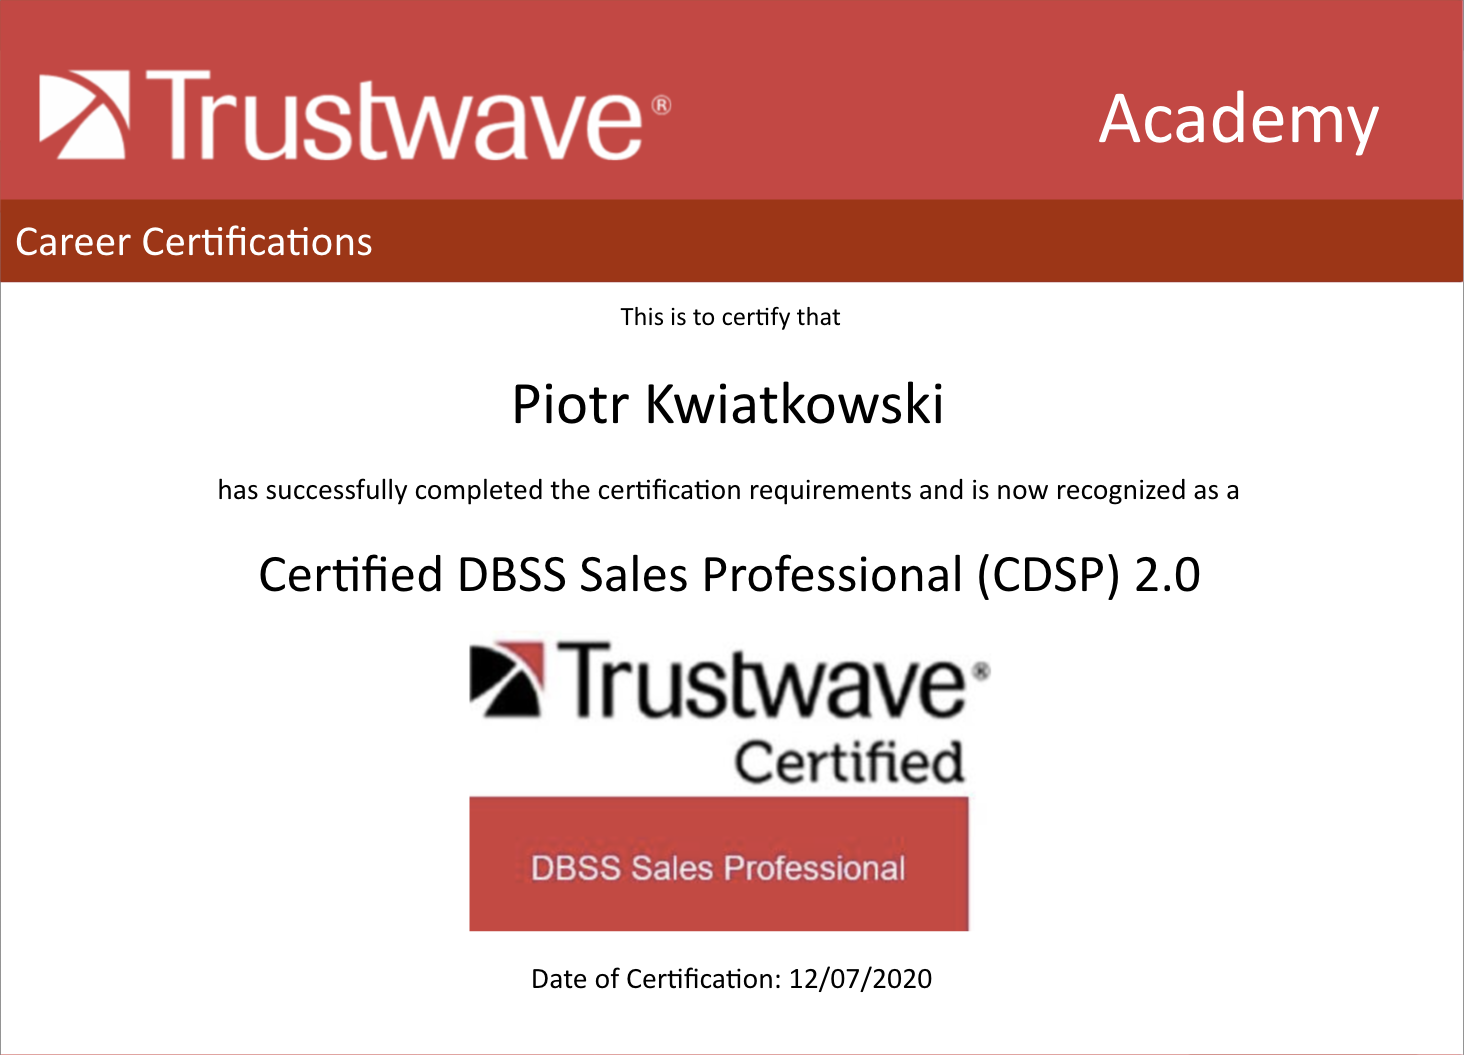 Trustwave®
Academy
Career Certifications
This is to certify that
Piotr Kwiatkowski
has successfully completed the certification requirements and is now recognized as a
Certified DBSS Sales Professional (CDSP) 2.0
Trustwave®
Certified
DBSS Sales Professional
Date of Certification: 12/07/2020